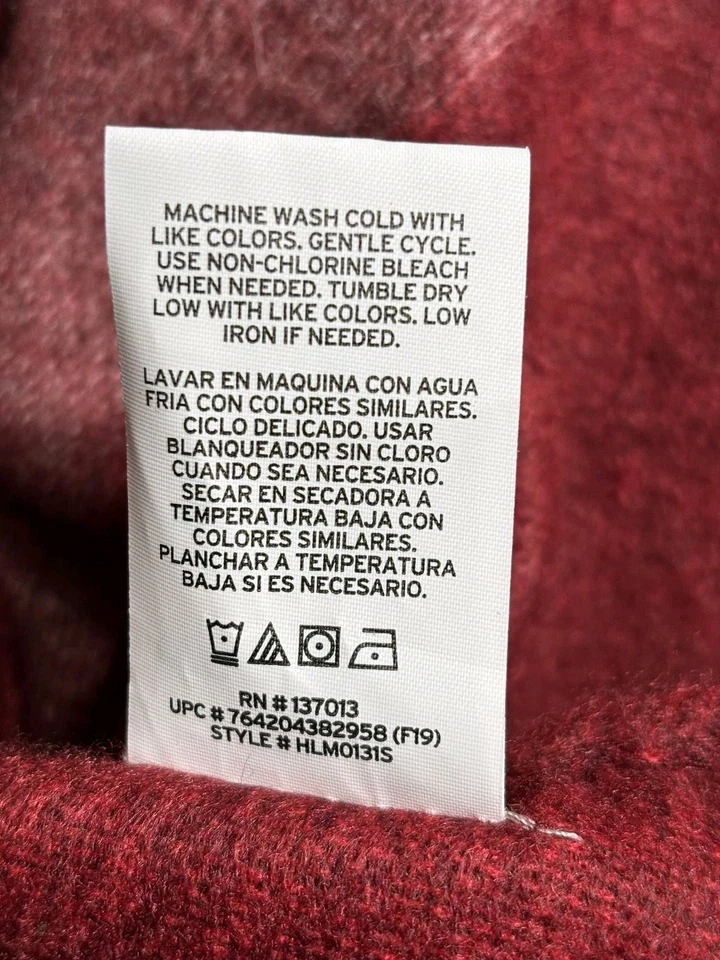 MACHINE WASH COLD WITH
LIKE COLORS. GENTLE CYCLE.
USE NON-CHLORINE BLEACH
WHEN NEEDED. TUMBLE DRY
LOW WITH LIKE COLORS. LOW
IRON IF NEEDED.
LAVAR EN MAQUINA CON AGUA
FRIA CON COLORES SIMILARES.
CICLO DELICADO. USAR
BLANQUEADOR SIN CLORO
CUANDO SEA NECESARIO.
SECAR EN SECADORA A
TEMPERATURA BAJA CON
COLORES SIMILARES.
PLANCHAR A TEMPERATURA
BAJA SI ES NECESARIO.
RN # 137013
UPC # 764204382958 (F19)
STYLE # HLM0131S